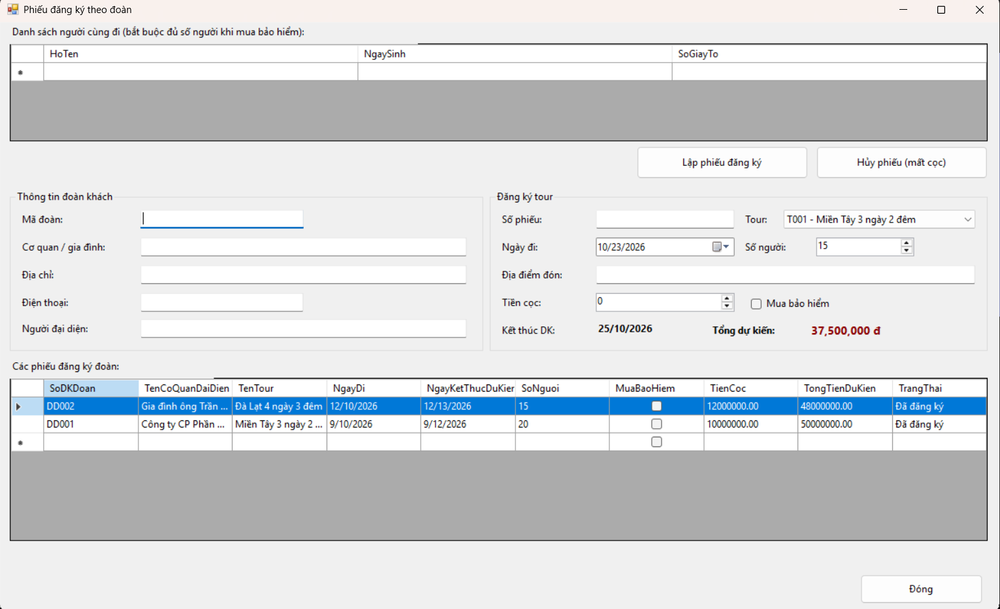 Phiếu đăng ký theo đoàn
Danh sách người cùng đi (bắt buộc đủ số người khi mua bảo hiểm):
HoTen NgaySinh SoGiayTo
Lập phiếu đăng ký Hủy phiếu (mất cọc)
Thông tin đoàn khách
Mã đoàn:
Cơ quan / gia đình:
Địa chỉ:
Điện thoại:
Người đại diện:
Đăng ký tour
Số phiếu: Tour: T001 - Miền Tây 3 ngày 2 đêm
Ngày đi: 10/23/2026 Số người: 15
Địa điểm đón:
Tiền cọc: 0 Mua bảo hiểm
Kết thúc DK: 25/10/2026 Tổng dự kiến: 37,500,000 đ
Các phiếu đăng ký đoàn:
SoDKDoan TenCoQuanDaiDien TenTour NgayDi NgayKetThucDuKier SoNguoi MuaBaoHiem TienCoc TongTienDuKien TrangThai
DD002 Gia đình ông Trần ... Đà Lạt 4 ngày 3 đêm 12/10/2026 12/13/2026 15 12000000.00 48000000.00 Đã đăng ký
DD001 Công ty CP Phần ... Miền Tây 3 ngày 2 ... 9/10/2026 9/12/2026 20 10000000.00 50000000.00 Đã đăng ký
Đóng